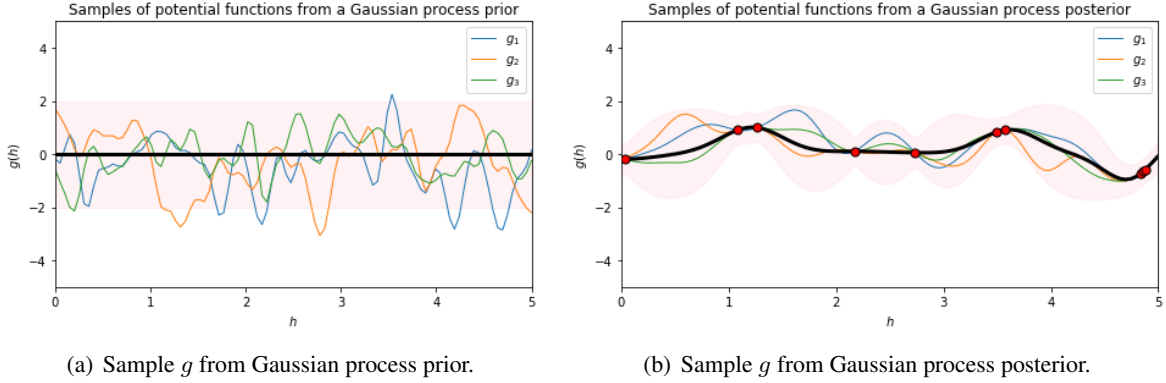 Samples of potential functions from a Gaussian process prior
g₁
g₂
g₃
4
2
0
−2
−4
g(h)
0 1 2 3 4 5
h
(a) Sample g from Gaussian process prior.
Samples of potential functions from a Gaussian process posterior
g₁
g₂
g₃
4
2
0
−2
−4
g(h)
0 1 2 3 4 5
h
(b) Sample g from Gaussian process posterior.